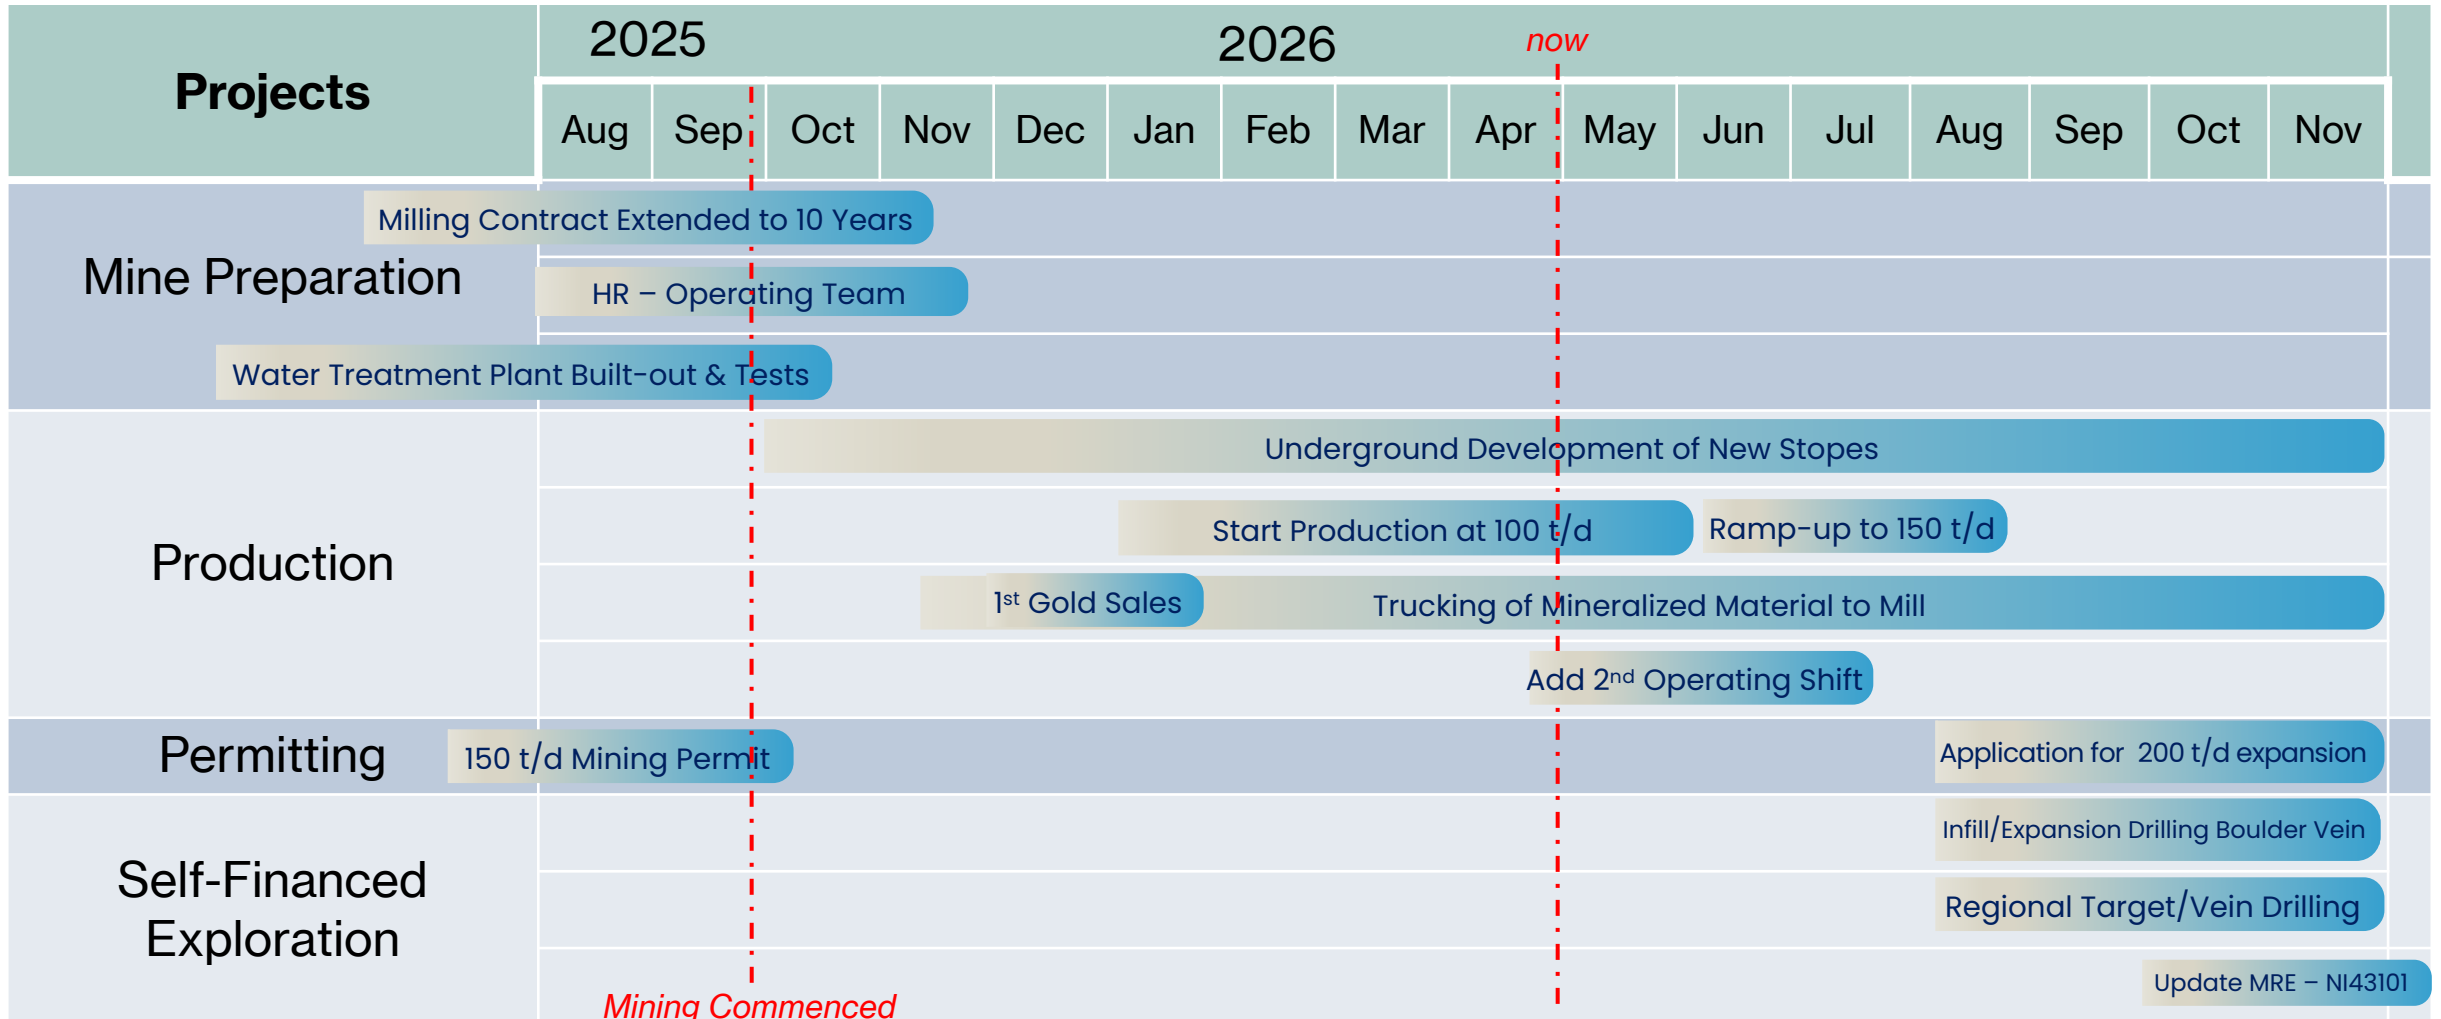 Projects
2025
2026
now
Aug Sep Oct Nov Dec Jan Feb Mar Apr May Jun Jul Aug Sep Oct Nov
Mine Preparation
Milling Contract Extended to 10 Years
HR – Operating Team
Water Treatment Plant Built-out & Tests
Production
Underground Development of New Stopes
Start Production at 100 t/d
Ramp-up to 150 t/d
1st Gold Sales
Trucking of Mineralized Material to Mill
Add 2nd Operating Shift
Permitting
150 t/d Mining Permit
Application for 200 t/d expansion
Self-Financed
Exploration
Infill/Expansion Drilling Boulder Vein
Regional Target/Vein Drilling
Update MRE – NI43101
Mining Commenced